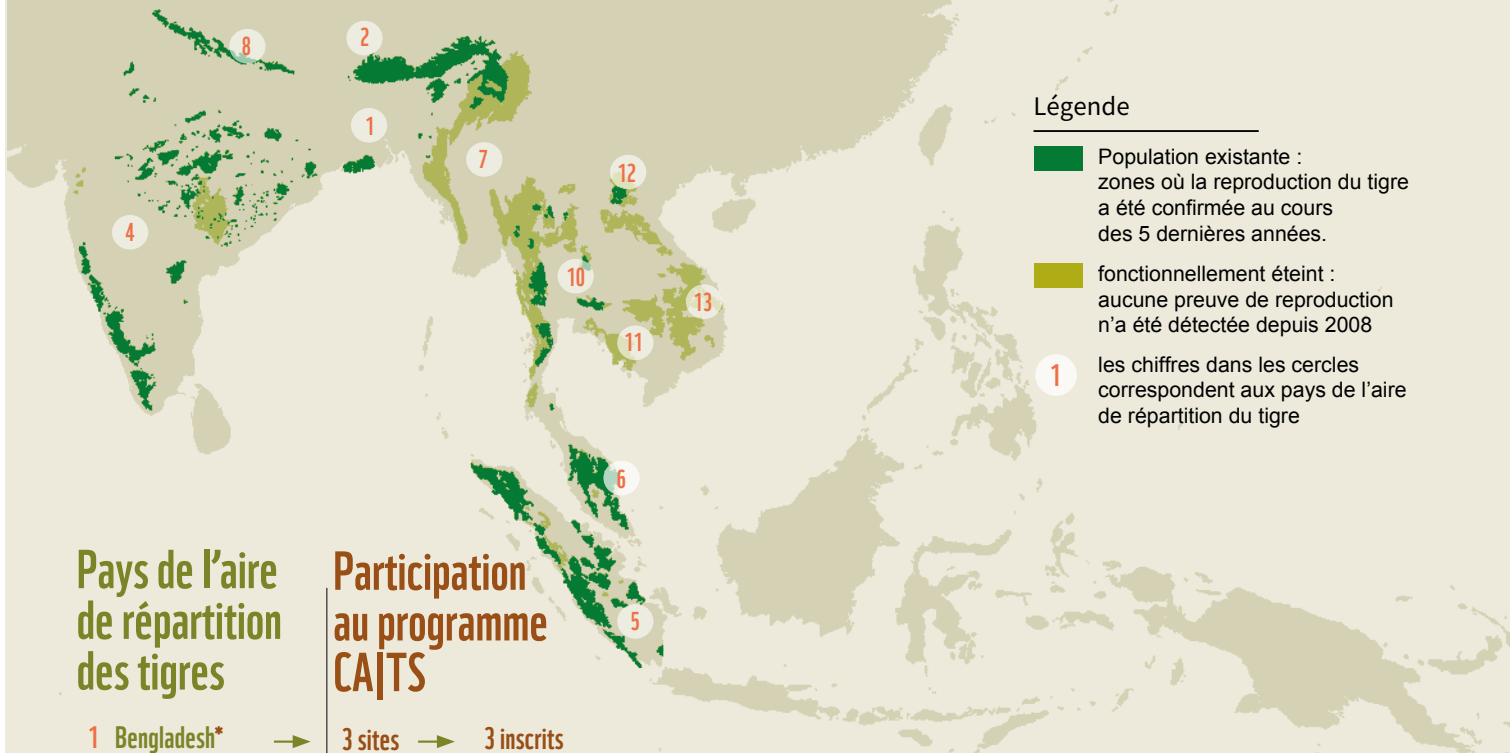 8
2
1
7
12
4
10
13
11
6
5
Légende
Population existante :
zones où la reproduction du tigre
a été confirmée au cours
des 5 dernières années.
fonctionnellement éteint :
aucune preuve de reproduction
n'a été détectée depuis 2008
1
les chiffres dans les cercles
correspondent aux pays de l'aire
de répartition du tigre
Pays de l'aire
de répartition
des tigres
Participation
au programme
CA|TS
1 Bengladesh* → 3 sites → 3 inscrits